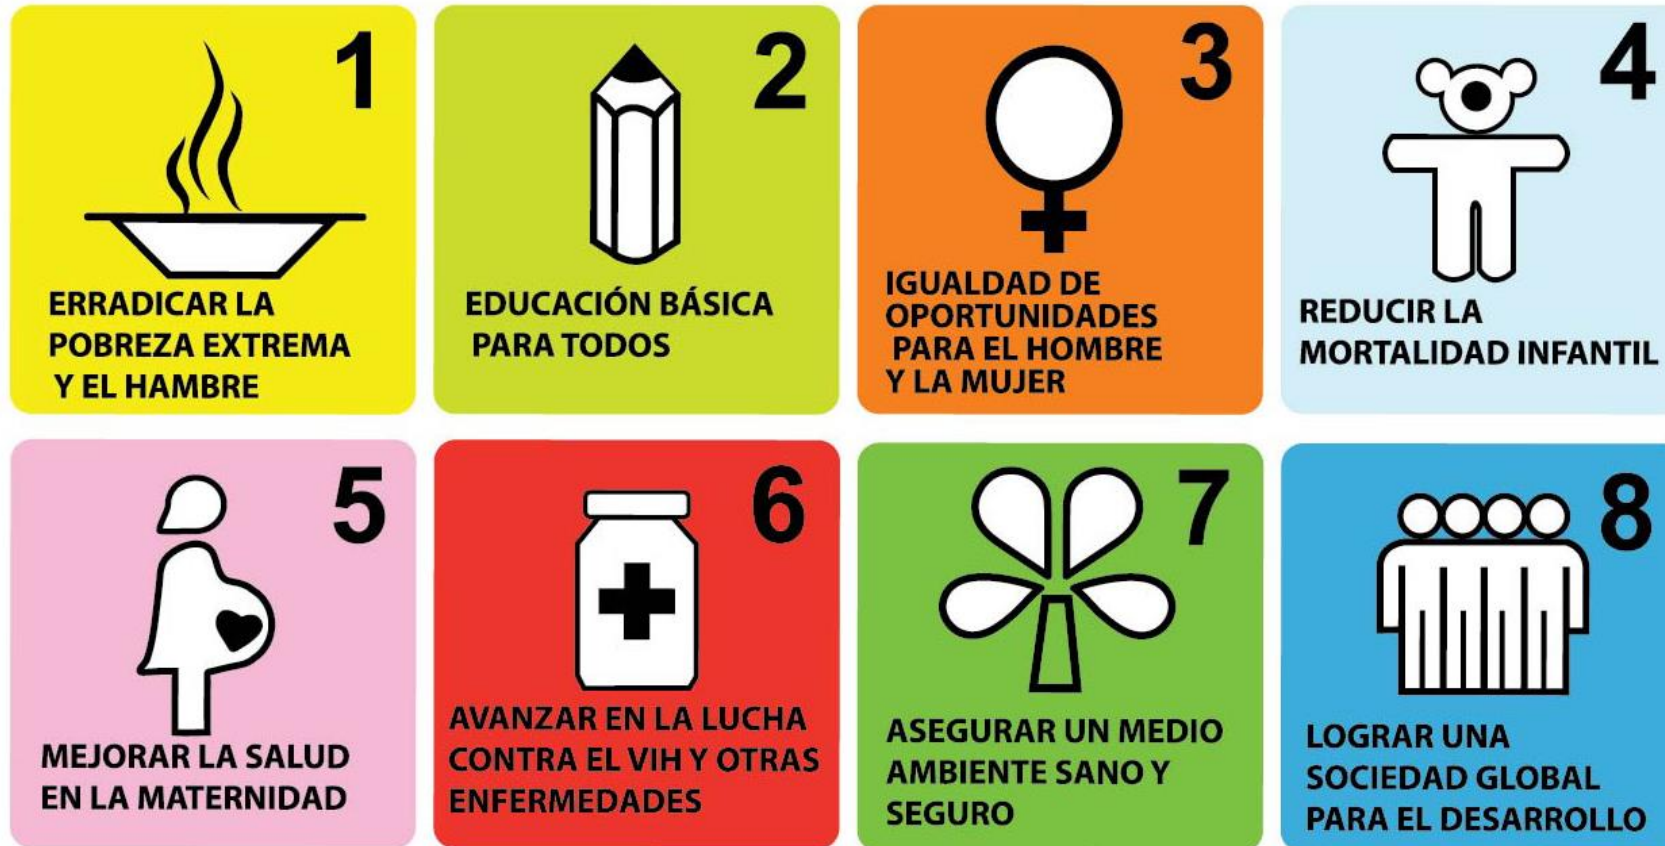 1
ERRADICAR LA
POBREZA EXTREMA
Y EL HAMBRE
2
EDUCACIÓN BÁSICA
PARA TODOS
3
IGUALDAD DE
OPORTUNIDADES
PARA EL HOMBRE
Y LA MUJER
4
REDUCIR LA
MORTALIDAD INFANTIL
5
MEJORAR LA SALUD
EN LA MATERNIDAD
6
AVANZAR EN LA LUCHA
CONTRA EL VIH Y OTRAS
ENFERMEDADES
7
ASEGURAR UN MEDIO
AMBIENTE SANO Y
SEGURO
8
LOGRAR UNA
SOCIEDAD GLOBAL
PARA EL DESARROLLO